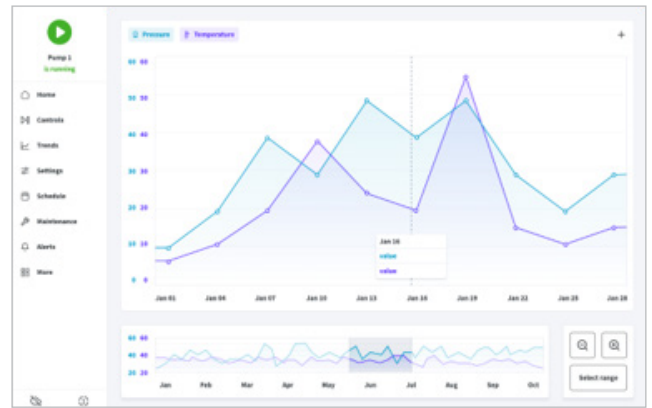 Pump 1
is running
Home
Controls
Trends
Settings
Schedule
Maintenance
Alerts
More
Pressure Temperature
60 60
50 50
40 40
30 30
20 20
10 10
0 0
Jan 16
value
value
Jan 01 Jan 04 Jan 07 Jan 10 Jan 13 Jan 16 Jan 19 Jan 22 Jan 25 Jan 28
60 60
40 40
20 20
Jan Feb Mar Apr May Jun Jul Aug Sep Oct
Select range